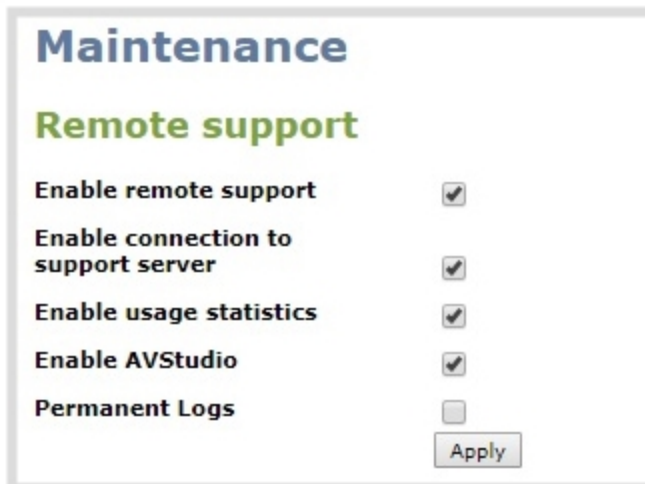 Maintenance
Remote support
Enable remote support
Enable connection to
support server
Enable usage statistics
Enable AVStudio
Permanent Logs
Apply